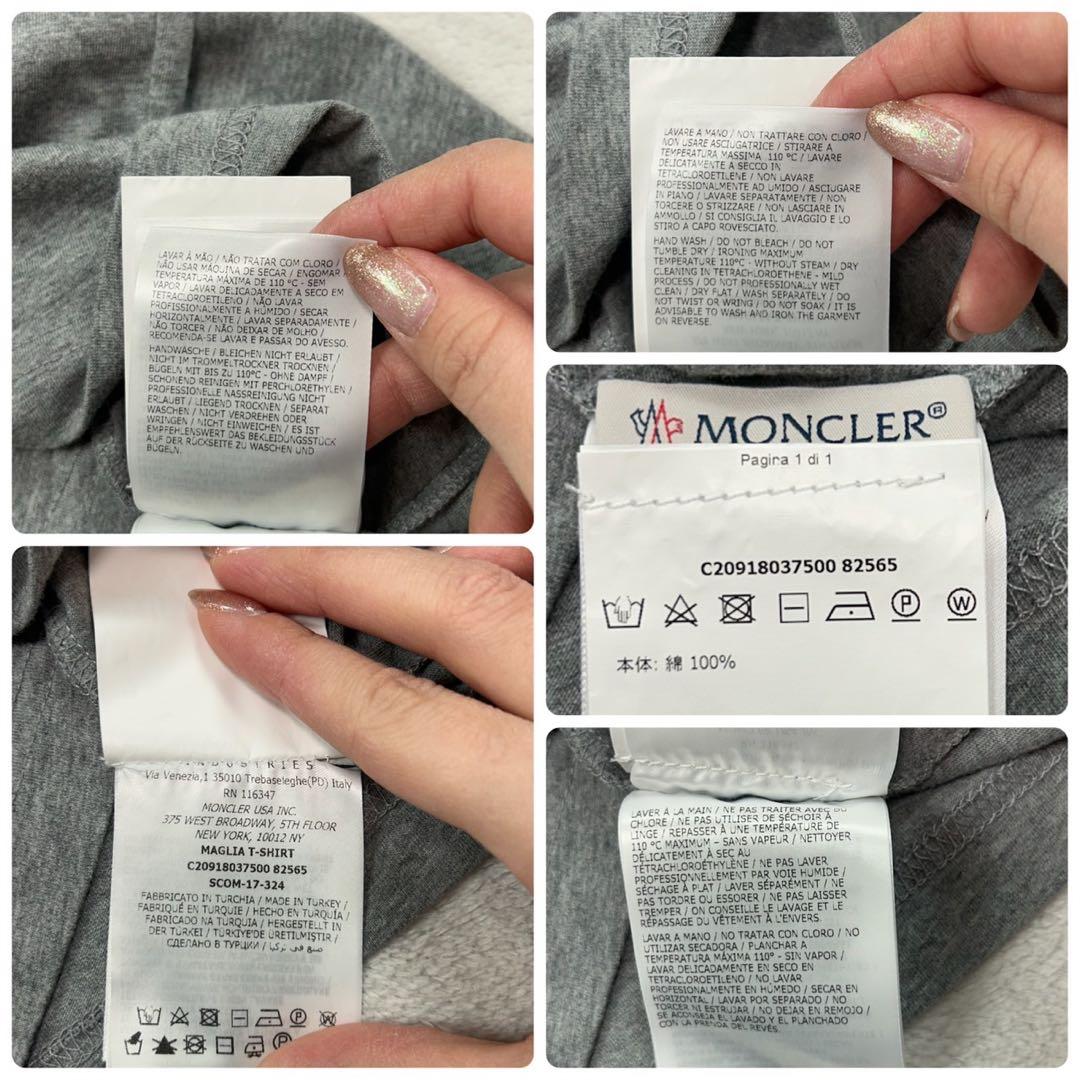 LAVAR À MÃO / NÃO TRATAR COM CLORO /
NÃO USAR MÁQUINA DE SECAR / ENGOMAR
TEMPERATURA MÁXIMA DE 110 °C - SEM
VAPOR / LAVAR DELICADAMENTE A SECO EM
TETRACLOROETILENO / NÃO LAVAR
PROFISSIONALMENTE A HÚMIDO / SECAR
HORIZONTALMENTE / LAVAR SEPARADAMENTE /
NÃO TORCER / NÃO DEIXAR DE MOLHO /
RECOMENDA-SE LAVAR E PASSAR DO AVESSO.
HANDWÄSCHE / BLEICHEN NICHT ERLAUBT /
NICHT IM TROMMELTROCKNER TROCKNEN /
BÜGELN MIT BIS ZU 110°C - OHNE DAMPF /
SCHONEND REINIGEN MIT PERCHLORETHYLEN /
PROFESSIONELLE NASSREINIGUNG NICHT
ERLAUBT / LIEGEND TROCKNEN / SEPARAT
WASCHEN / NICHT VERDREHEN ODER
WRINGEN / NICHT EINWEICHEN / ES IST
EMPFEHLENSWERT DAS BEKLEIDUNGSSTÜCK
AUF DER RÜCKSEITE ZU WASCHEN UND
BÜGELN.
LAVARE A MANO / NON TRATTARE CON CLORO /
NON USARE ASCIUGATRICE / STIRARE A
TEMPERATURA MASSIMA 110 °C / LAVARE
DELICATAMENTE A SECCO IN
TETRACLOROETILENE / NON LAVARE
PROFESSIONALMENTE AD UMIDO / ASCIUGARE
IN PIANO / LAVARE SEPARATAMENTE / NON
TORCERE O STRIZZARE / NON LASCIARE IN
AMMOLLO / SI CONSIGLIA IL LAVAGGIO E LO
STIRO A CAPO ROVESCIATO.
HAND WASH / DO NOT BLEACH / DO NOT
TUMBLE DRY / IRONING MAXIMUM
TEMPERATURE 110°C - WITHOUT STEAM / DRY
CLEANING IN TETRACHLOROETHENE - MILD
PROCESS / DO NOT PROFESSIONALLY WET
CLEAN / DRY FLAT / WASH SEPARATELY / DO
NOT TWIST OR WRING / DO NOT SOAK / IT IS
ADVISABLE TO WASH AND IRON THE GARMENT
ON REVERSE.
MONCLER®
Pagina 1 di 1
C20918037500 82565
P
W
本体: 綿 100%
INDUSTRIES
Via Venezia,1 35010 Trebaseleghe(PD) Italy
RN 116347
MONCLER USA INC.
375 WEST BROADWAY, 5TH FLOOR
NEW YORK, 10012 NY
MAGLIA T-SHIRT
C20918037500 82565
SCOM-17-324
FABBRICATO IN TURCHIA / MADE IN TURKEY /
FABRIQUÉ EN TURQUIE / HECHO EN TURQUÍA /
FABRICADO NA TURQUIA / HERGESTELLT IN
DER TÜRKEI / TÜRKİYE'DE ÜRETİLMİŞTİR /
СДЕЛАНО В ТУРЦИИ / صنع في تركيا
P
W
LAVER À LA MAIN / NE PAS TRAITER AVEC DU
CHLORE / NE PAS UTILISER DE SÉCHOIR À
LINGE / REPASSER À UNE TEMPÉRATURE DE
110 °C MAXIMUM – SANS VAPEUR / NETTOYER
DÉLICATEMENT À SEC AU
TÉTRACHLOROÉTHYLÈNE / NE PAS LAVER
PROFESSIONNELLEMENT PAR VOIE HUMIDE /
SÉCHAGE À PLAT / LAVER SÉPARÉMENT / NE
PAS TORDRE OU ESSORER / NE PAS LAISSER
TREMPER / ON CONSEILLE LE LAVAGE ET LE
REPASSAGE DU VÊTEMENT À L'ENVERS.
LAVAR A MANO / NO TRATAR CON CLORO / NO
UTILIZAR SECADORA / PLANCHAR A
TEMPERATURA MÁXIMA 110° - SIN VAPOR /
LAVAR DELICADAMENTE EN SECO EN
TETRACLOROETILENO / NO LAVAR
PROFESIONALMENTE EN HÚMEDO / SECAR EN
HORIZONTAL / LAVAR POR SEPARADO / NO
TORCER NI ESTRUJAR / NO DEJAR EN REMOJO /
SE ACONSEJA EL LAVADO Y EL PLANCHADO
CON LA PRENDA DEL REVÉS.